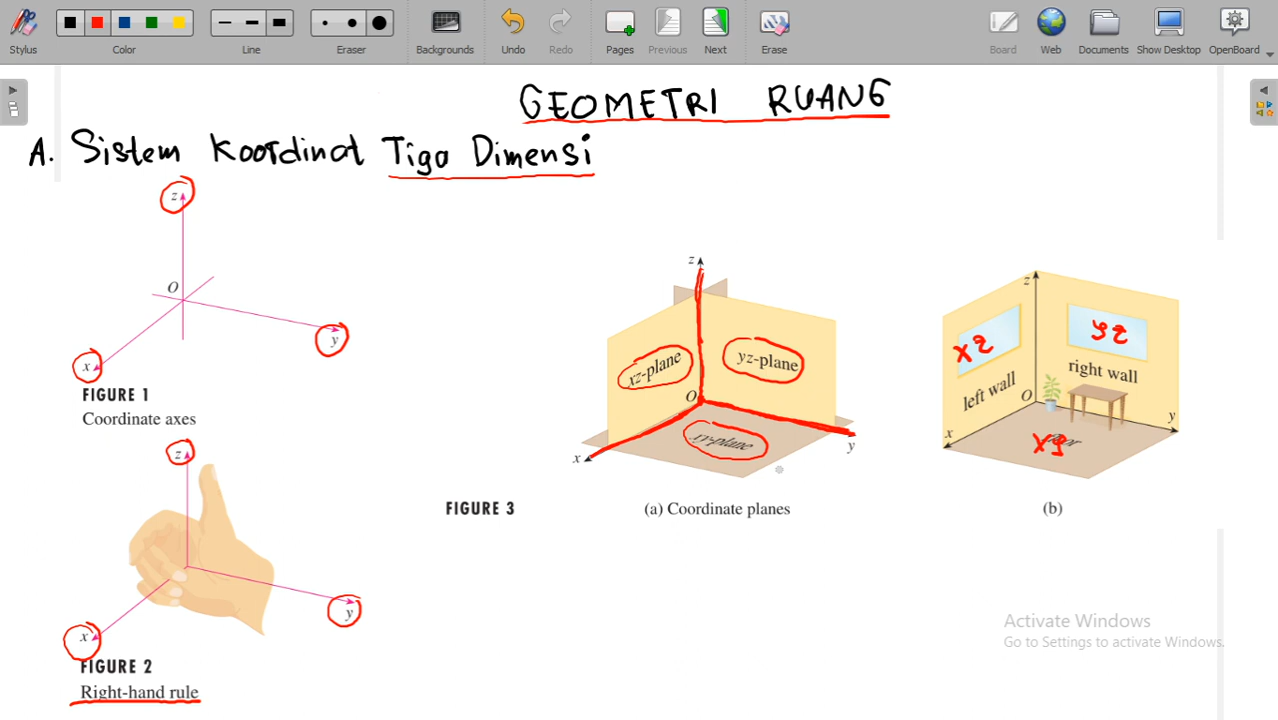 Stylus
Color
Line
Eraser
Backgrounds
Undo
Redo
Pages
Previous
Next
Erase
Board
Web
Documents
Show Desktop
OpenBoard
GEOMETRI RUANG
A. Sistem Koordinat Tiga Dimensi
z
O
x
y
FIGURE 1
Coordinate axes
z
x
y
FIGURE 2
Right-hand rule
z
xz-plane
yz-plane
O
xy-plane
x
y
FIGURE 3
(a) Coordinate planes
z
xz
yz
left wall
right wall
O
x
y
xy
(b)
Activate Windows
Go to Settings to activate Windows.